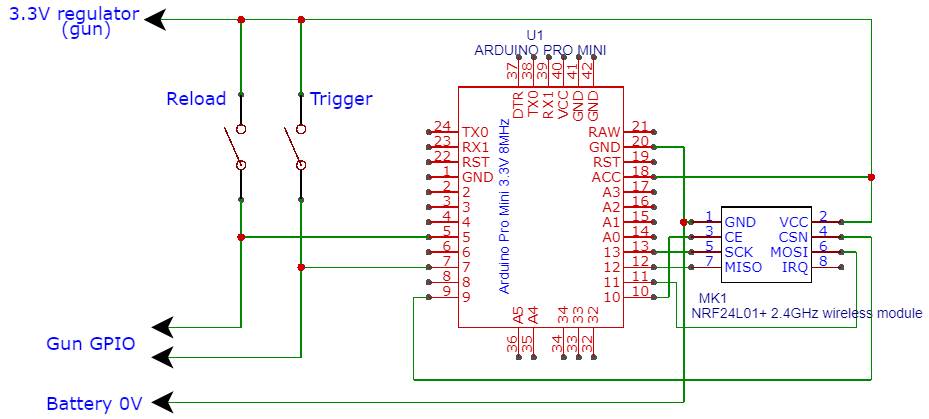 3.3V regulator
(gun)
U1
ARDUINO PRO MINI
Reload
Trigger
37 38 39 40 41 42
DTR TX0 RX1 VCC GND GND
24 TX0
23 RX1
22 RST
1 GND
2 2
3 3
4 4
5 5
6 6
7 7
8 8
9 9
Arduino Pro Mini 3.3V 8MHz
RAW 21
GND 20
RST 19
ACC 18
A3 17
A2 16
A1 15
A0 14
13 13
12 12
11 11
10 10
A5 A4 34 33 32
36 35 34 33 32
1 GND
3 CE
5 SCK
7 MISO
VCC 2
CSN 4
MOSI 6
IRQ 8
MK1
NRF24L01+ 2.4GHz wireless module
Gun GPIO
Battery 0V